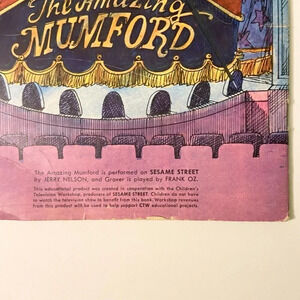 The Amazing
MUMFORD
The Amazing Mumford is performed on SESAME STREET
by JERRY NELSON, and Grover is played by FRANK OZ.
This educational product was created in cooperation with the Children's
Television Workshop, producers of SESAME STREET. Children do not have
to watch the television show to benefit from this book. Workshop revenues
from this product will be used to help support CTW educational projects.